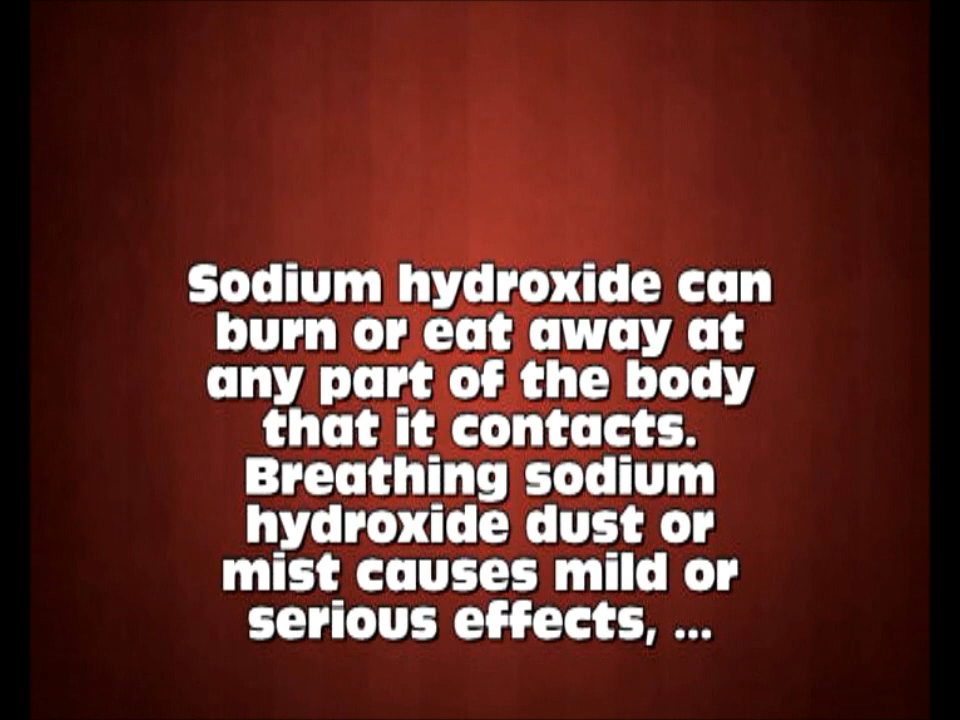 Sodium hydroxide can
burn or eat away at
any part of the body
that it contacts.
Breathing sodium
hydroxide dust or
mist causes mild or
serious effects, ...